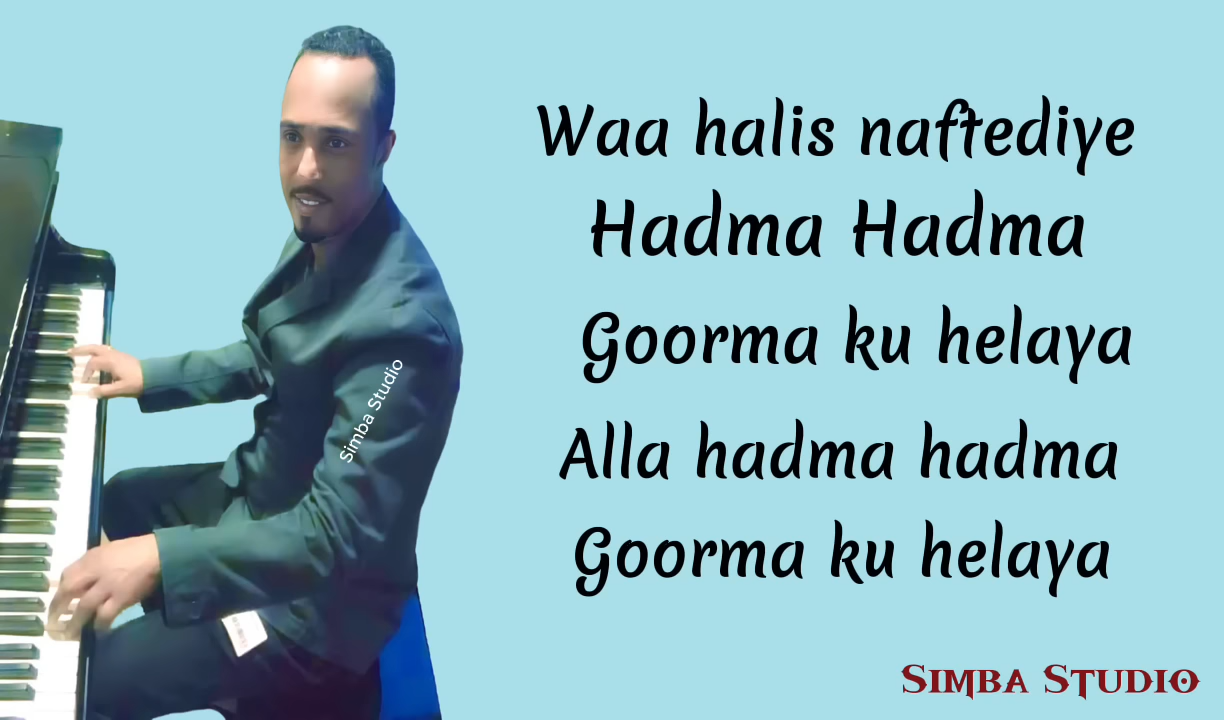 Waa halis naftediye
Hadma Hadma
Goorma ku helaya
Alla hadma hadma
Goorma ku helaya
Simba Studio
Simba Studio